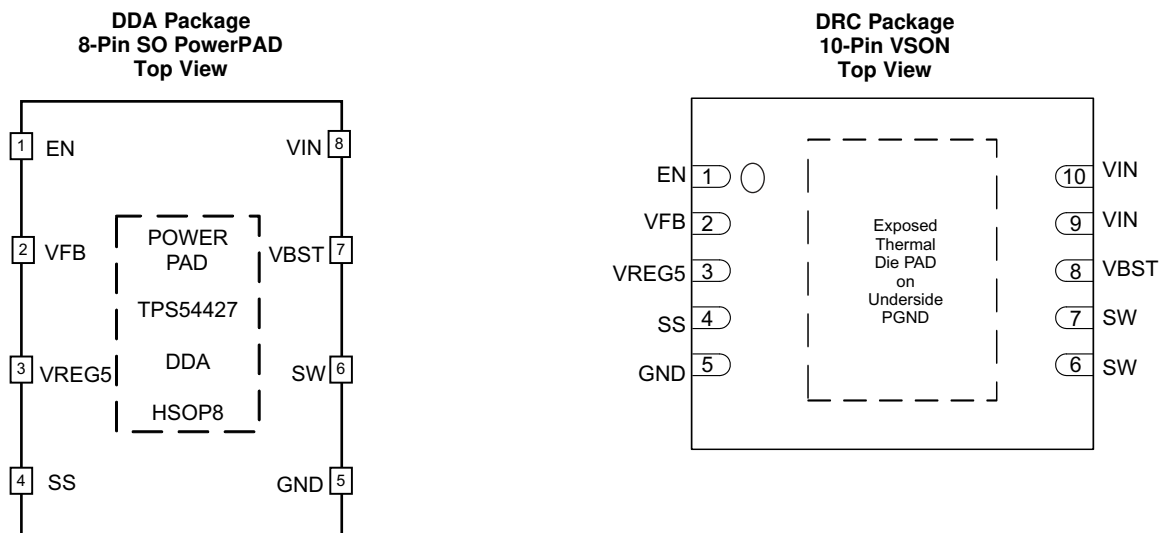 DDA Package
8-Pin SO PowerPAD
Top View
1 EN
VIN 8
2 VFB
VBST 7
3 VREG5
SW 6
4 SS
GND 5
POWER
PAD
TPS54427
DDA
HSOP8
DRC Package
10-Pin VSON
Top View
EN 1
10 VIN
VFB 2
9 VIN
VREG5 3
8 VBST
SS 4
7 SW
GND 5
6 SW
Exposed
Thermal
Die PAD
on
Underside
PGND